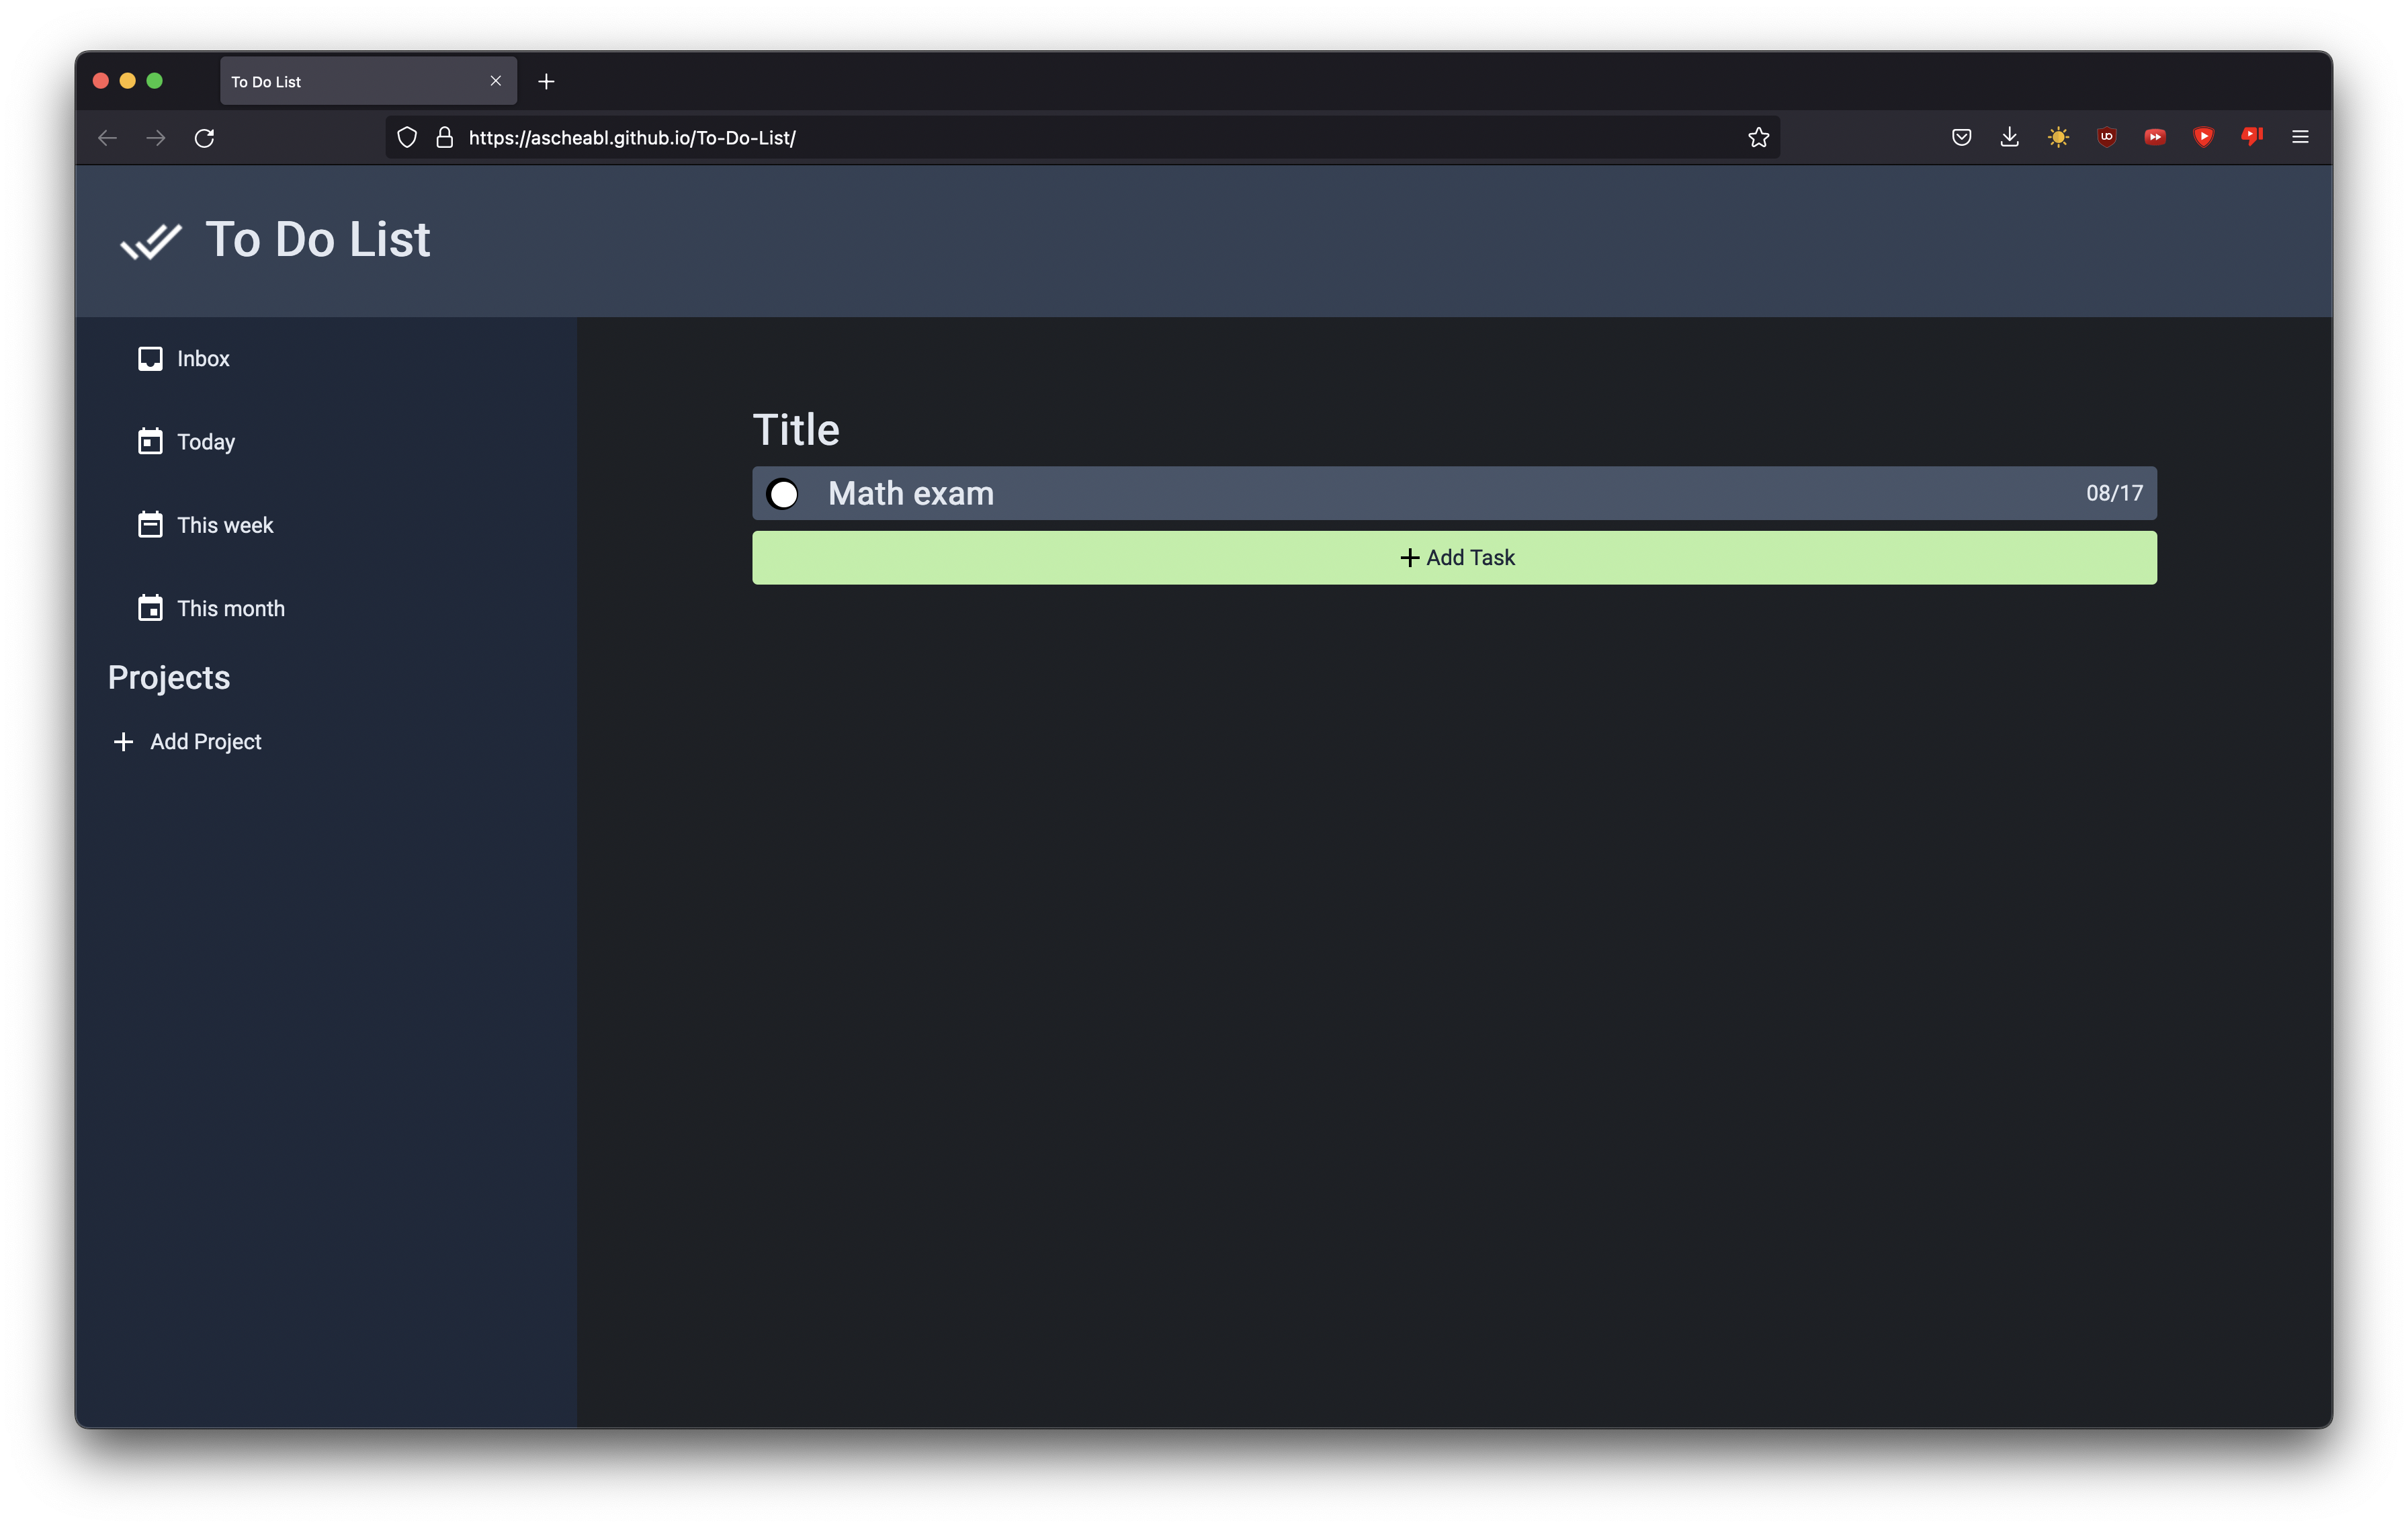 To Do List
https://ascheabl.github.io/To-Do-List/
To Do List
Inbox
Today
This week
This month
Projects
Add Project
Title
Math exam 08/17
Add Task